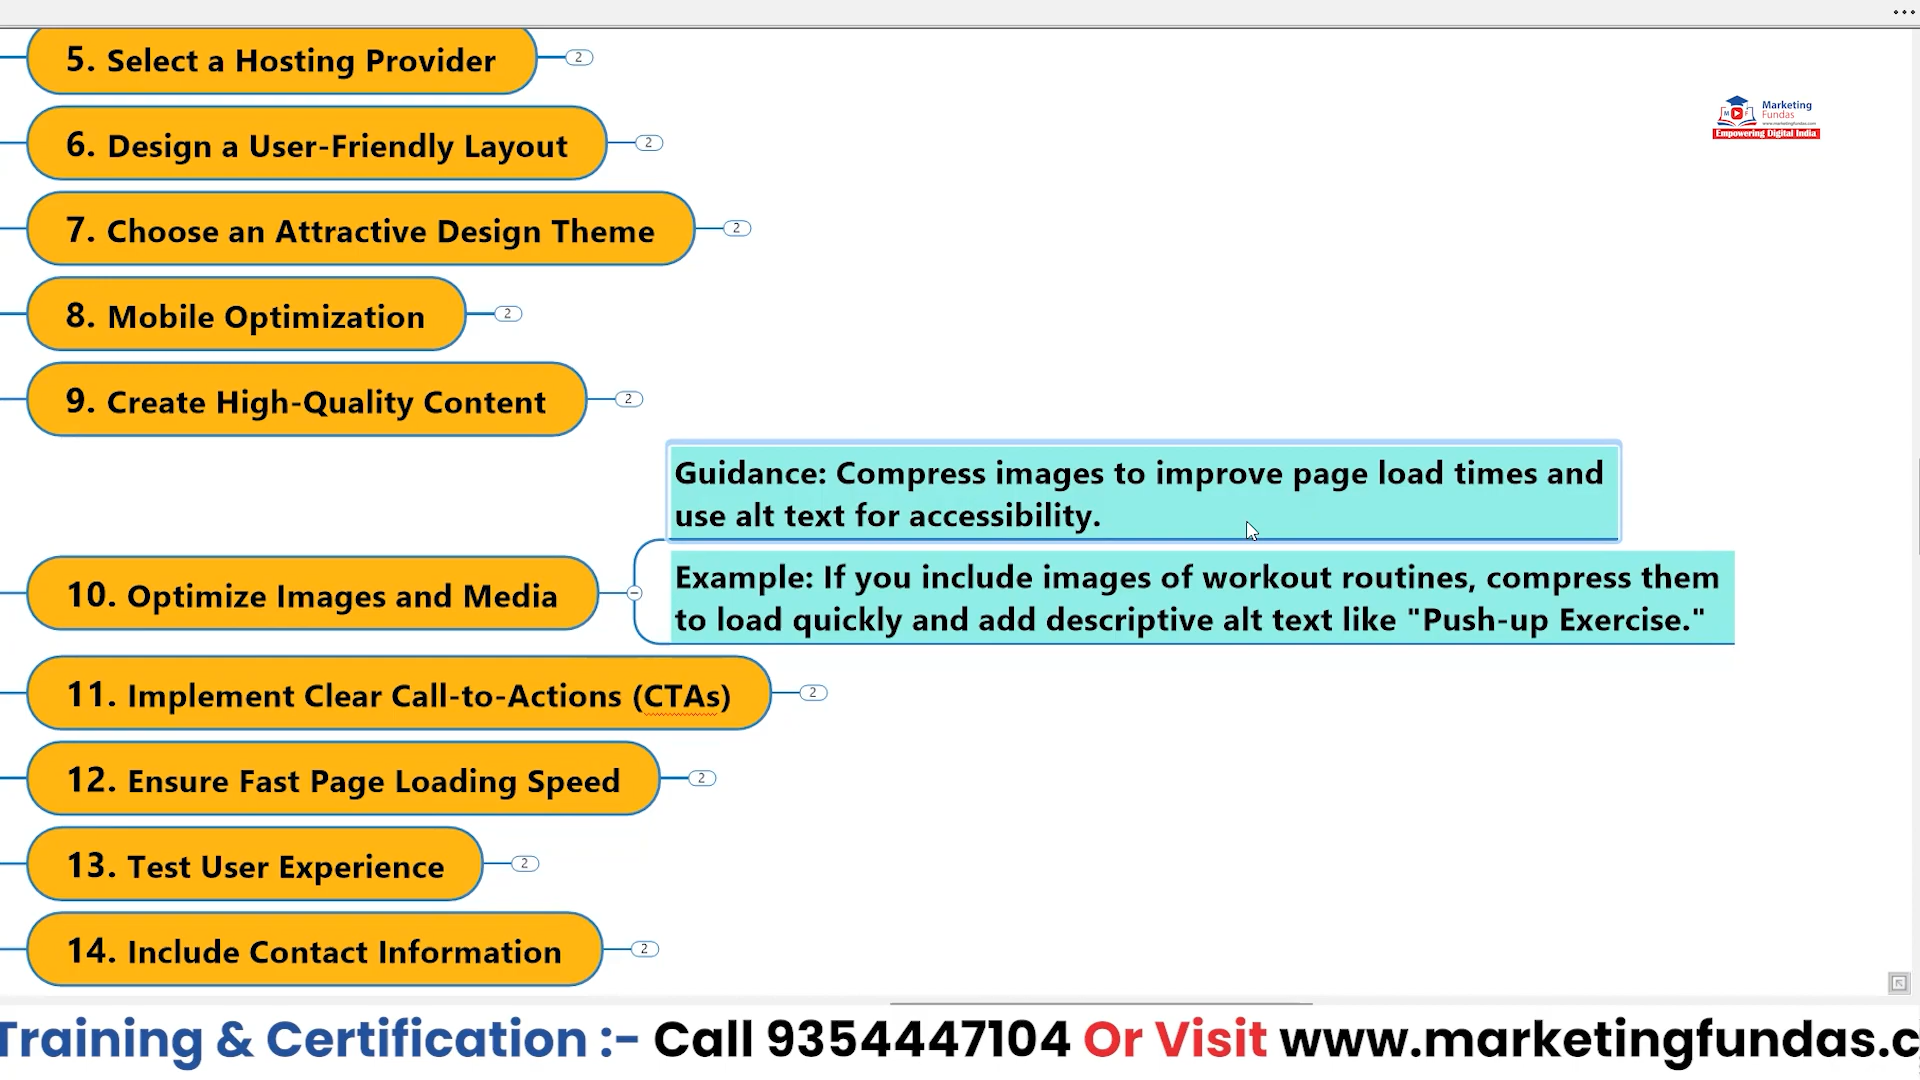 5. Select a Hosting Provider
2
6. Design a User-Friendly Layout
2
Marketing
Fundas
www.marketingfundas.com
Empowering Digital India
7. Choose an Attractive Design Theme
2
8. Mobile Optimization
2
9. Create High-Quality Content
2
Guidance: Compress images to improve page load times and
use alt text for accessibility.
10. Optimize Images and Media
Example: If you include images of workout routines, compress them
to load quickly and add descriptive alt text like "Push-up Exercise."
11. Implement Clear Call-to-Actions (CTAs)
2
12. Ensure Fast Page Loading Speed
2
13. Test User Experience
2
14. Include Contact Information
2
Training & Certification :- Call 9354447104 Or Visit www.marketingfundas.c